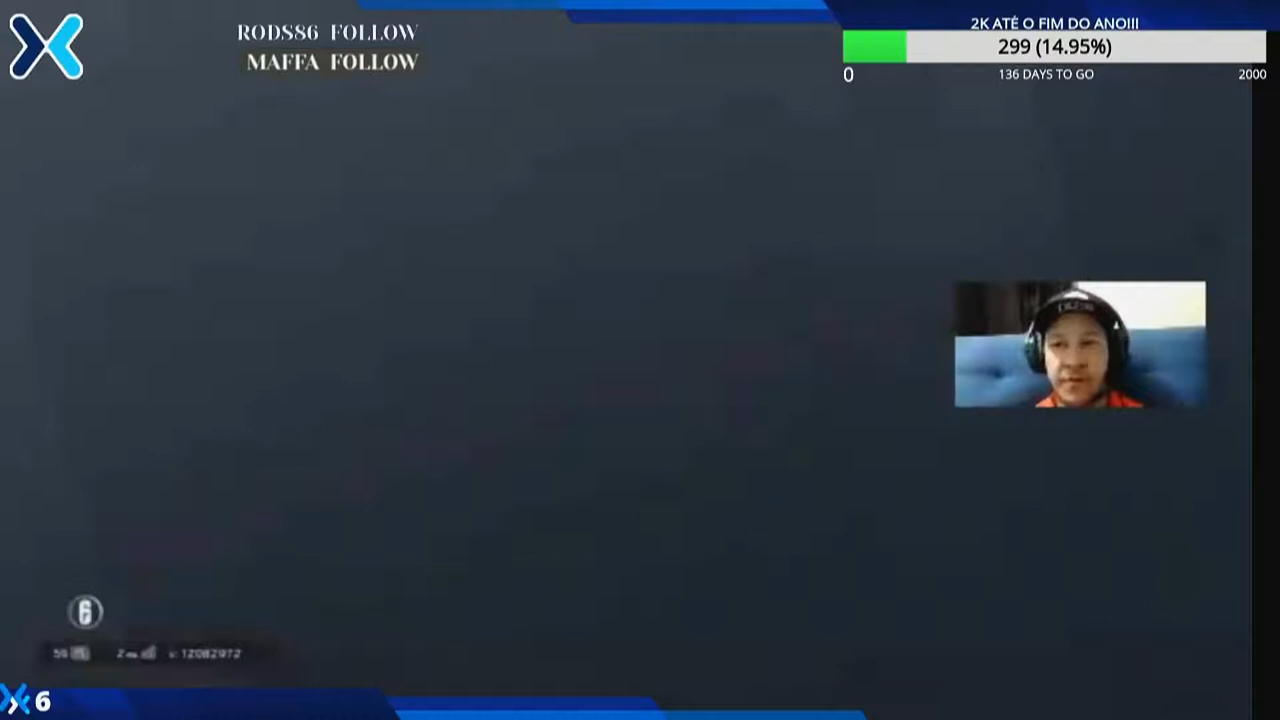 RODS86 FOLLOW
MAFFA FOLLOW
2K ATÉ O FIM DO ANO!!!
299 (14.95%)
0
136 DAYS TO GO
2000
6
6